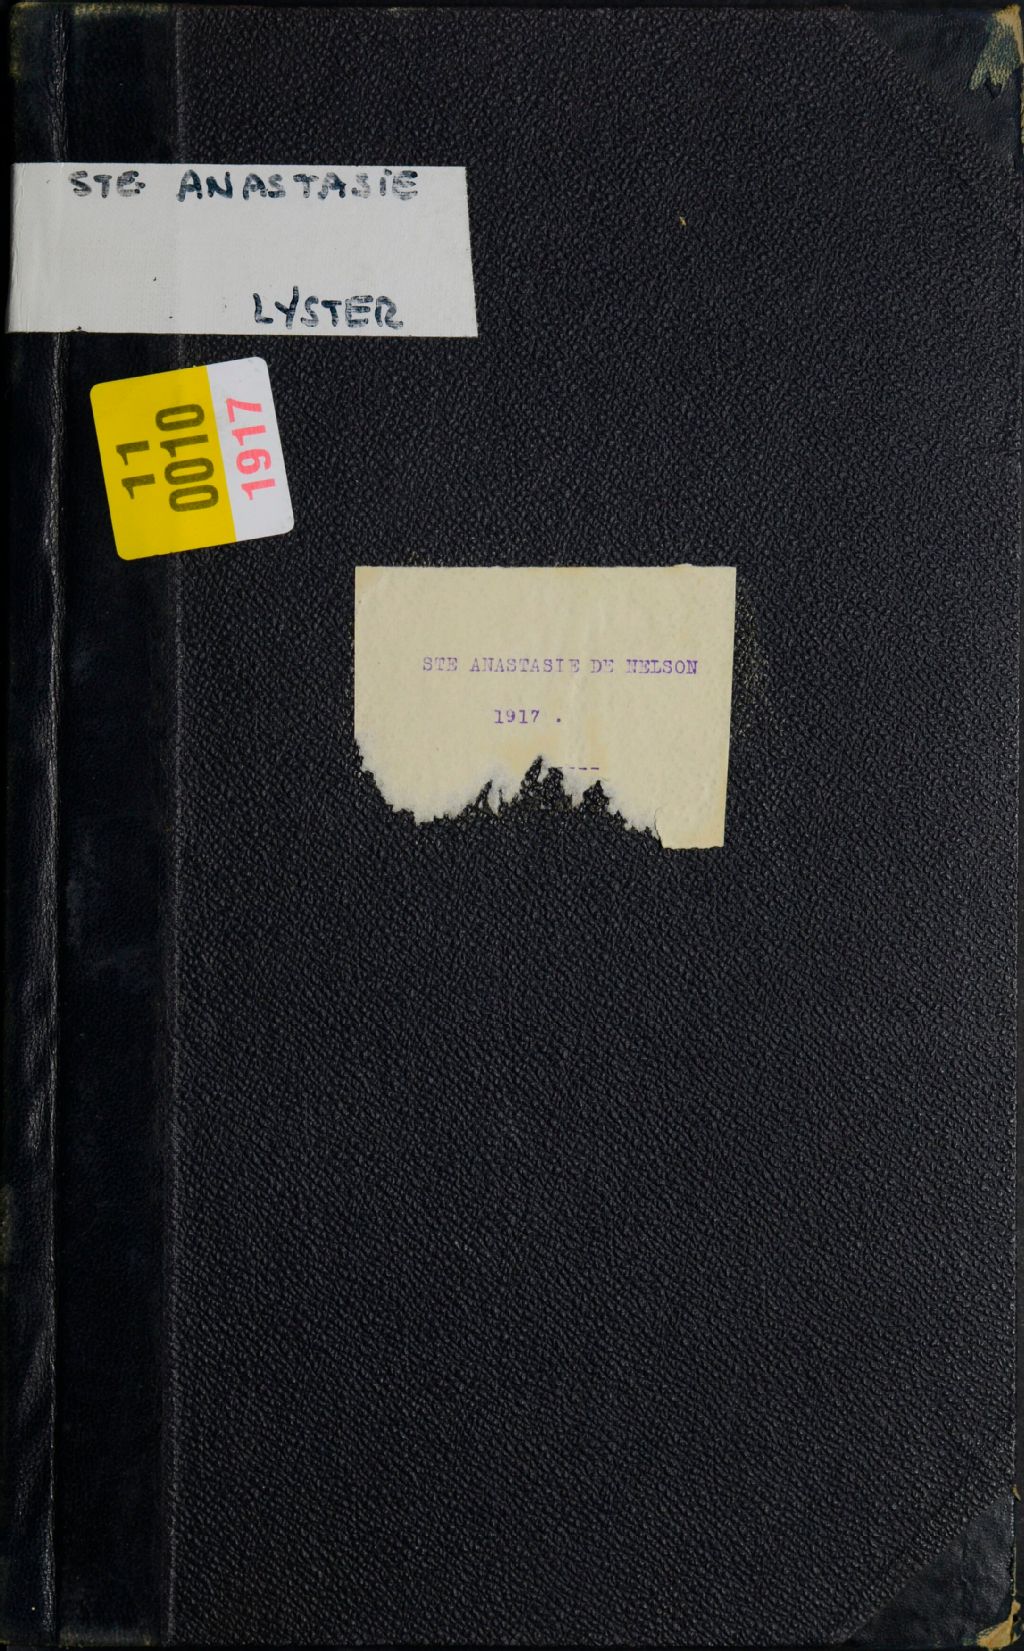 STE. ANASTASIE
LYSTER
11
0010
1917
STE ANASTASIE DE NELSON
1917 .
----